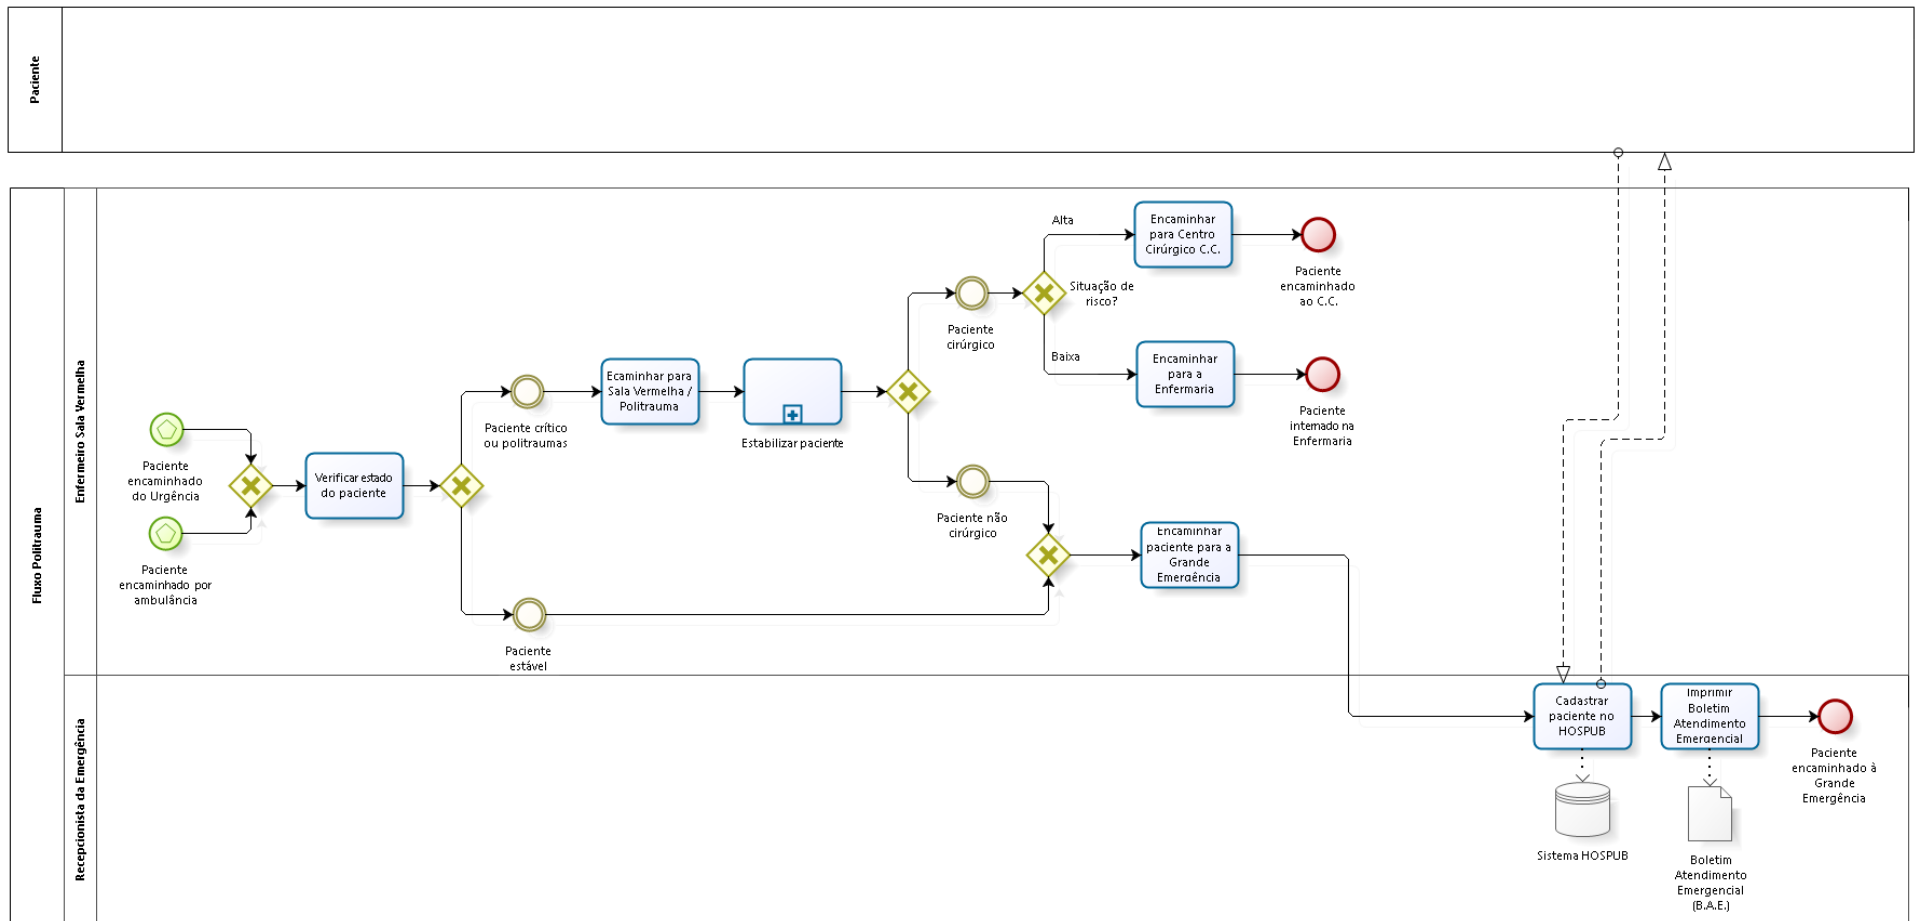 Paciente
Fluxo Politrauma
Enfermeiro Sala Vermelha
Recepcionista da Emergência
Paciente
encaminhado
do Urgência
Paciente
encaminhado por
ambulância
Verificar estado
do paciente
Paciente crítico
ou politraumas
Paciente
estável
Ecaminhar para
Sala Vermelha /
Politrauma
Estabilizar paciente
Paciente
cirúrgico
Paciente não
cirúrgico
Alta
Situação de
risco?
Baixa
Encaminhar
para Centro
Cirúrgico C.C.
Paciente
encaminhado
ao C.C.
Encaminhar
para a
Enfermaria
Paciente
internado na
Enfermaria
Encaminhar
paciente para a
Grande
Emergência
Cadastrar
paciente no
HOSPUB
Imprimir
Boletim
Atendimento
Emergencial
Paciente
encaminhado à
Grande
Emergência
Sistema HOSPUB
Boletim
Atendimento
Emergencial
(B.A.E.)